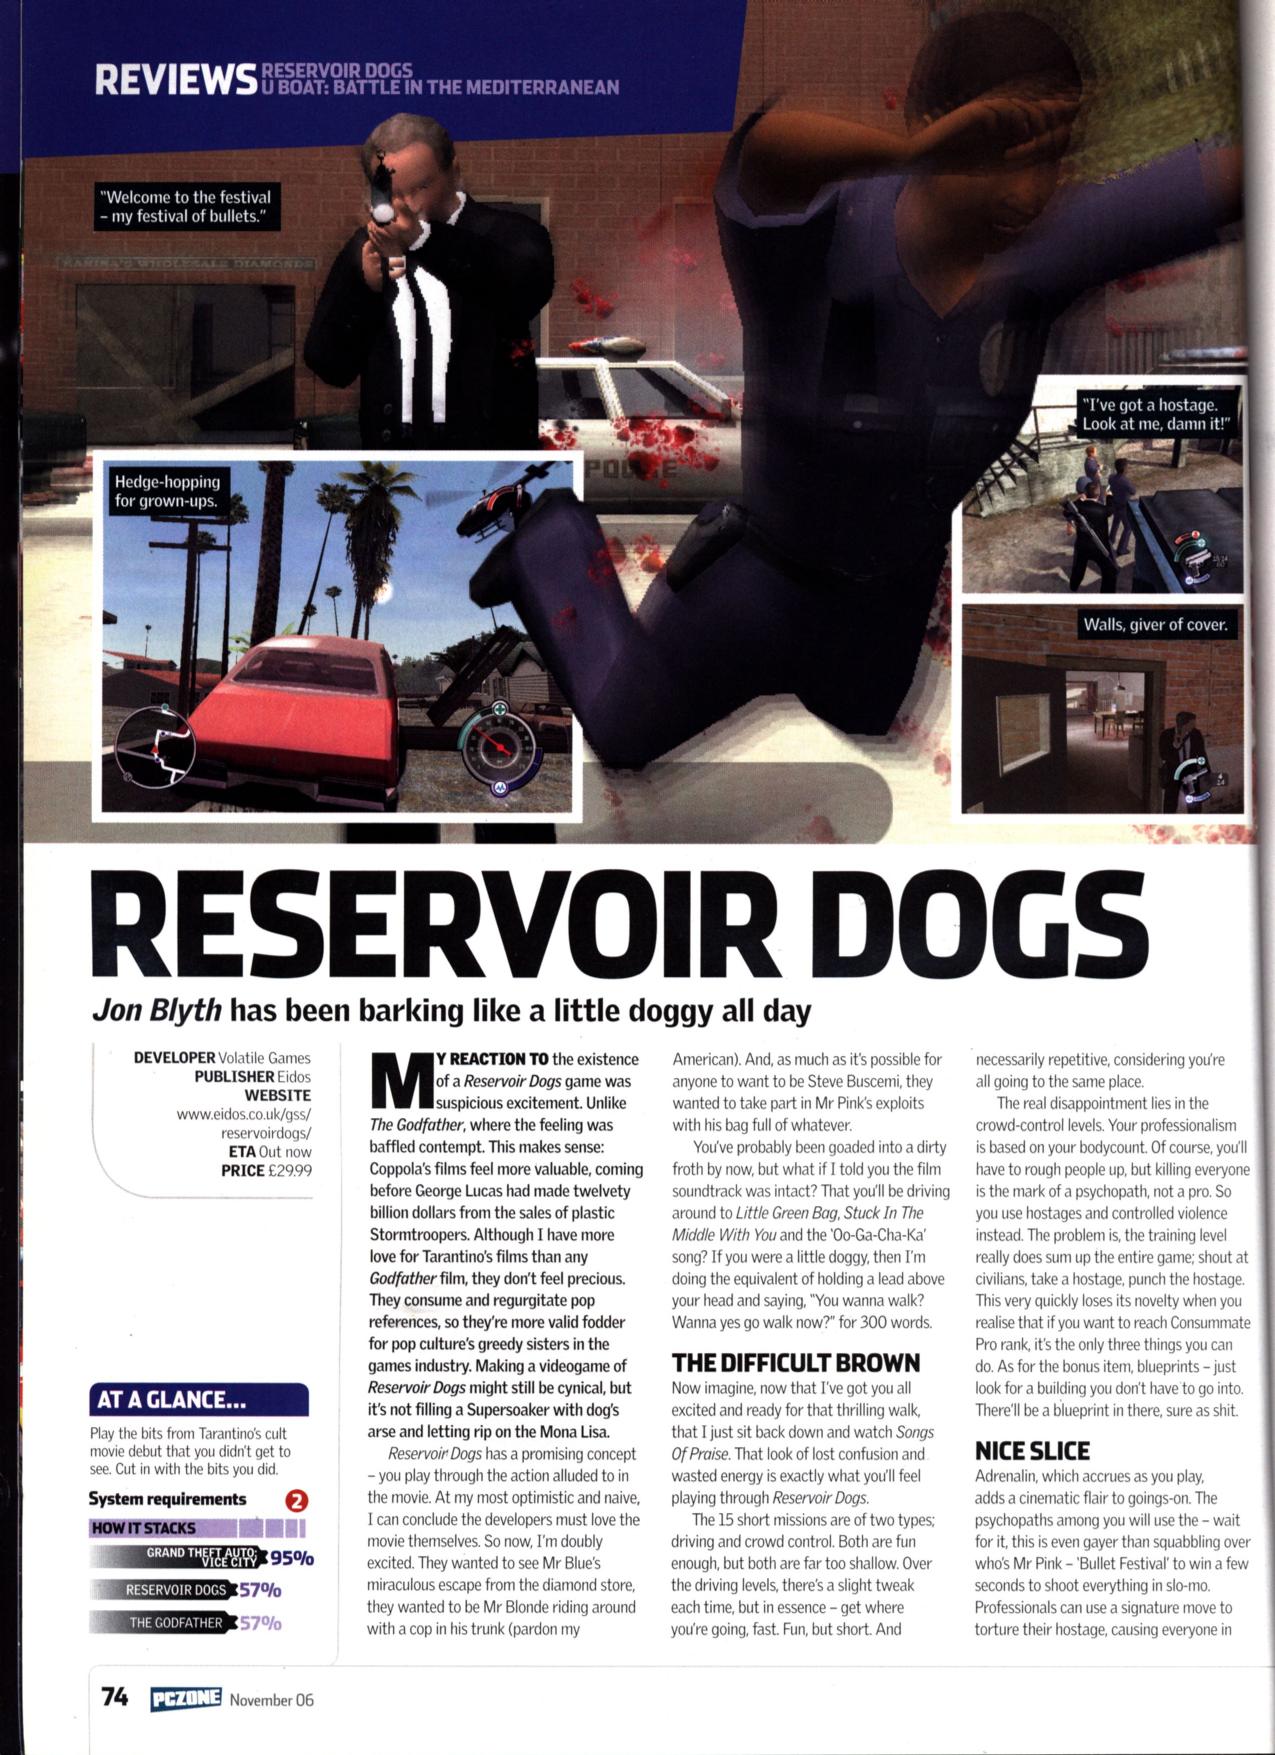 REVIEWS RESERVOIR DOGS
U BOAT: BATTLE IN THE MEDITERRANEAN
"Welcome to the festival
– my festival of bullets."
KARINA'S WHOLESALE DIAMONDS
POLICE
"I've got a hostage.
Look at me, damn it!"
Hedge-hopping
for grown-ups.
Walls, giver of cover.
RESERVOIR DOGS
Jon Blyth has been barking like a little doggy all day
DEVELOPER Volatile Games
PUBLISHER Eidos
WEBSITE
www.eidos.co.uk/gss/
reservoirdogs/
ETA Out now
PRICE £29.99
AT A GLANCE...
Play the bits from Tarantino's cult
movie debut that you didn't get to
see. Cut in with the bits you did.
System requirements 2
HOW IT STACKS
GRAND THEFT AUTO:
VICE CITY 95%
RESERVOIR DOGS 57%
THE GODFATHER 57%
MY REACTION TO the existence
of a Reservoir Dogs game was
suspicious excitement. Unlike
The Godfather, where the feeling was
baffled contempt. This makes sense:
Coppola's films feel more valuable, coming
before George Lucas had made twelvety
billion dollars from the sales of plastic
Stormtroopers. Although I have more
love for Tarantino's films than any
Godfather film, they don't feel precious.
They consume and regurgitate pop
references, so they're more valid fodder
for pop culture's greedy sisters in the
games industry. Making a videogame of
Reservoir Dogs might still be cynical, but
it's not filling a Supersoaker with dog's
arse and letting rip on the Mona Lisa.
Reservoir Dogs has a promising concept
– you play through the action alluded to in
the movie. At my most optimistic and naive,
I can conclude the developers must love the
movie themselves. So now, I'm doubly
excited. They wanted to see Mr Blue's
miraculous escape from the diamond store,
they wanted to be Mr Blonde riding around
with a cop in his trunk (pardon my
American). And, as much as it's possible for
anyone to want to be Steve Buscemi, they
wanted to take part in Mr Pink's exploits
with his bag full of whatever.
You've probably been goaded into a dirty
froth by now, but what if I told you the film
soundtrack was intact? That you'll be driving
around to Little Green Bag, Stuck In The
Middle With You and the 'Oo-Ga-Cha-Ka'
song? If you were a little doggy, then I'm
doing the equivalent of holding a lead above
your head and saying, "You wanna walk?
Wanna yes go walk now?" for 300 words.
THE DIFFICULT BROWN
Now imagine, now that I've got you all
excited and ready for that thrilling walk,
that I just sit back down and watch Songs
Of Praise. That look of lost confusion and
wasted energy is exactly what you'll feel
playing through Reservoir Dogs.
The 15 short missions are of two types;
driving and crowd control. Both are fun
enough, but both are far too shallow. Over
the driving levels, there's a slight tweak
each time, but in essence – get where
you're going, fast. Fun, but short. And
necessarily repetitive, considering you're
all going to the same place.
The real disappointment lies in the
crowd-control levels. Your professionalism
is based on your bodycount. Of course, you'll
have to rough people up, but killing everyone
is the mark of a psychopath, not a pro. So
you use hostages and controlled violence
instead. The problem is, the training level
really does sum up the entire game; shout at
civilians, take a hostage, punch the hostage.
This very quickly loses its novelty when you
realise that if you want to reach Consummate
Pro rank, it's the only three things you can
do. As for the bonus item, blueprints – just
look for a building you don't have to go into.
There'll be a blueprint in there, sure as shit.
NICE SLICE
Adrenalin, which accrues as you play,
adds a cinematic flair to goings-on. The
psychopaths among you will use the – wait
for it, this is even gayer than squabbling over
who's Mr Pink – 'Bullet Festival' to win a few
seconds to shoot everything in slo-mo.
Professionals can use a signature move to
torture their hostage, causing everyone in
74 PCZONE November 06